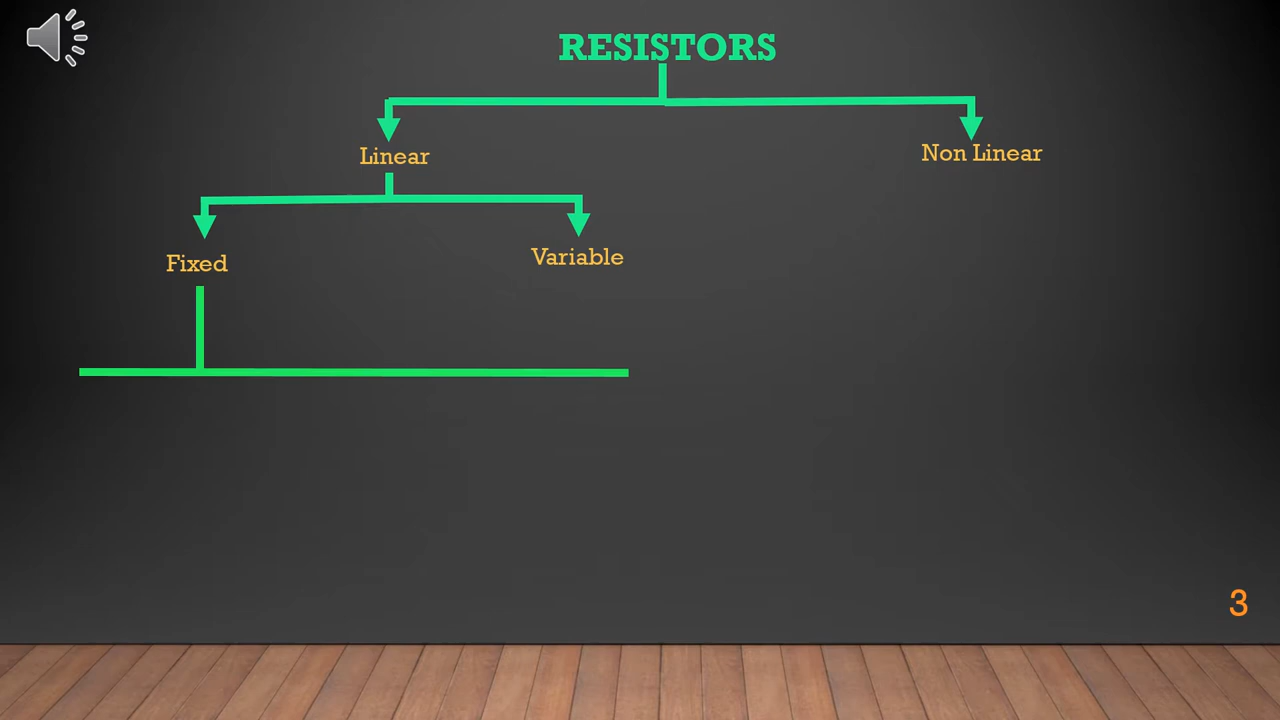 RESISTORS
Linear
Non Linear
Fixed
Variable
3